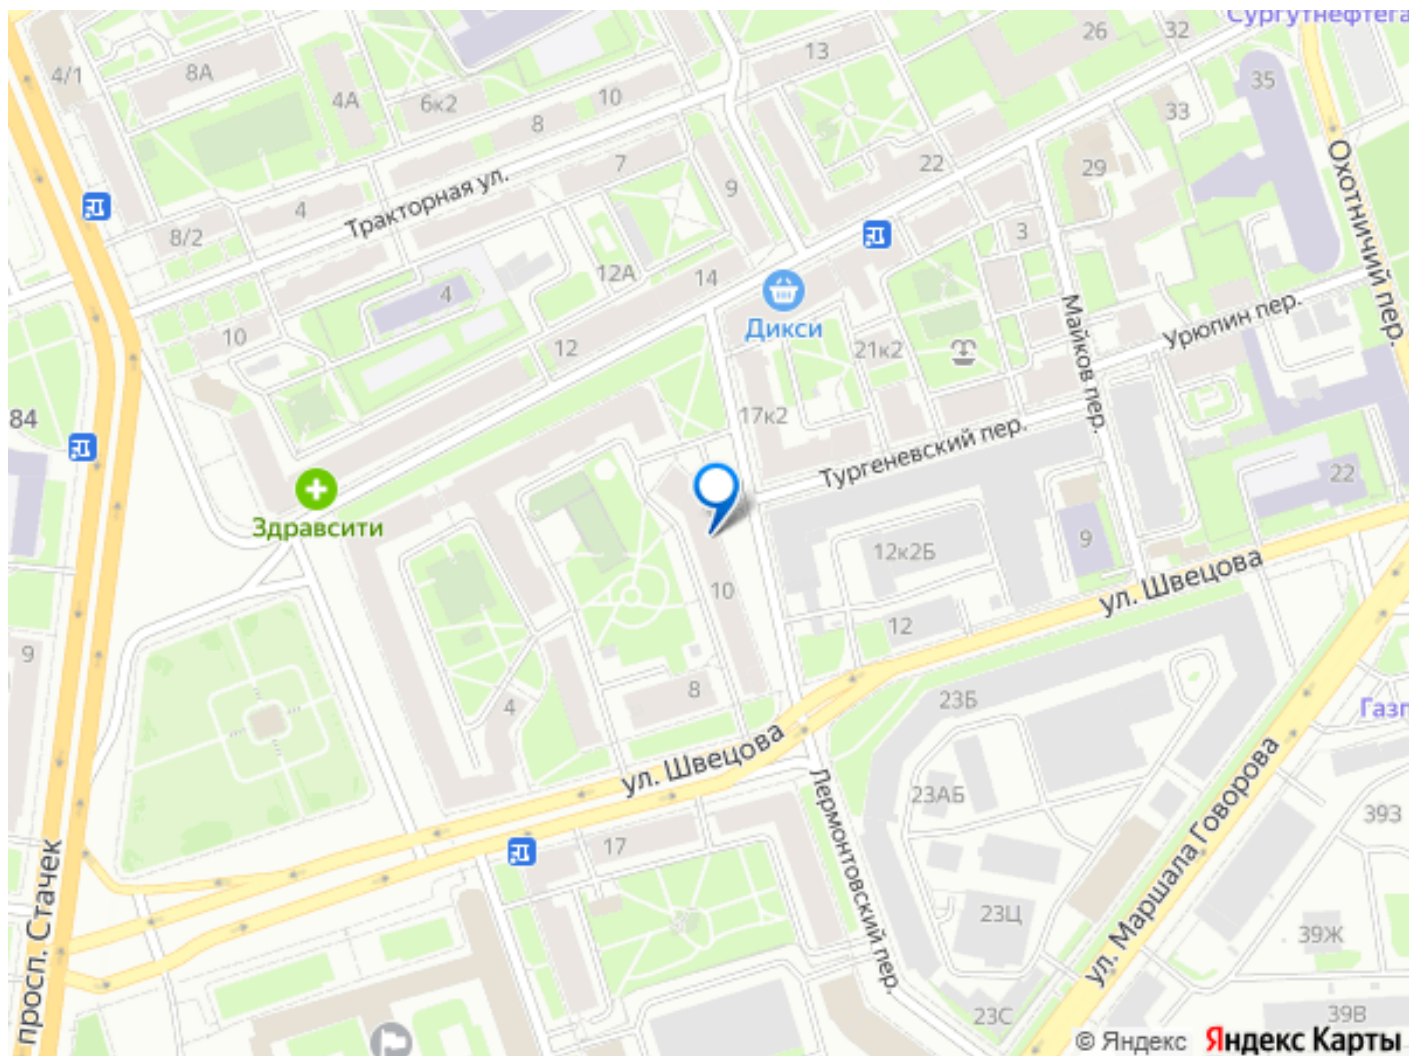 Сургутнефтега
4/1
8А
4А
6к2
10
8
13
26
32
35
33
7
9
22
29
Тракторная ул.
4
8/2
12А
14
3
Охотничий пер.
4
10
12
Дикси
21к2
Майков пер.
Урюпин пер.
84
17к2
Тургеневский пер.
Здравсити
22
12к2Б
9
ул. Швецова
10
12
9
8
4
23Б
Газп
ул. Швецова
23АБ
Лермонтовский пер.
ул. Маршала Говорова
39З
17
просп. Стачек
23Ц
39Ж
23С
39В
© Яндекс Яндекс Карты